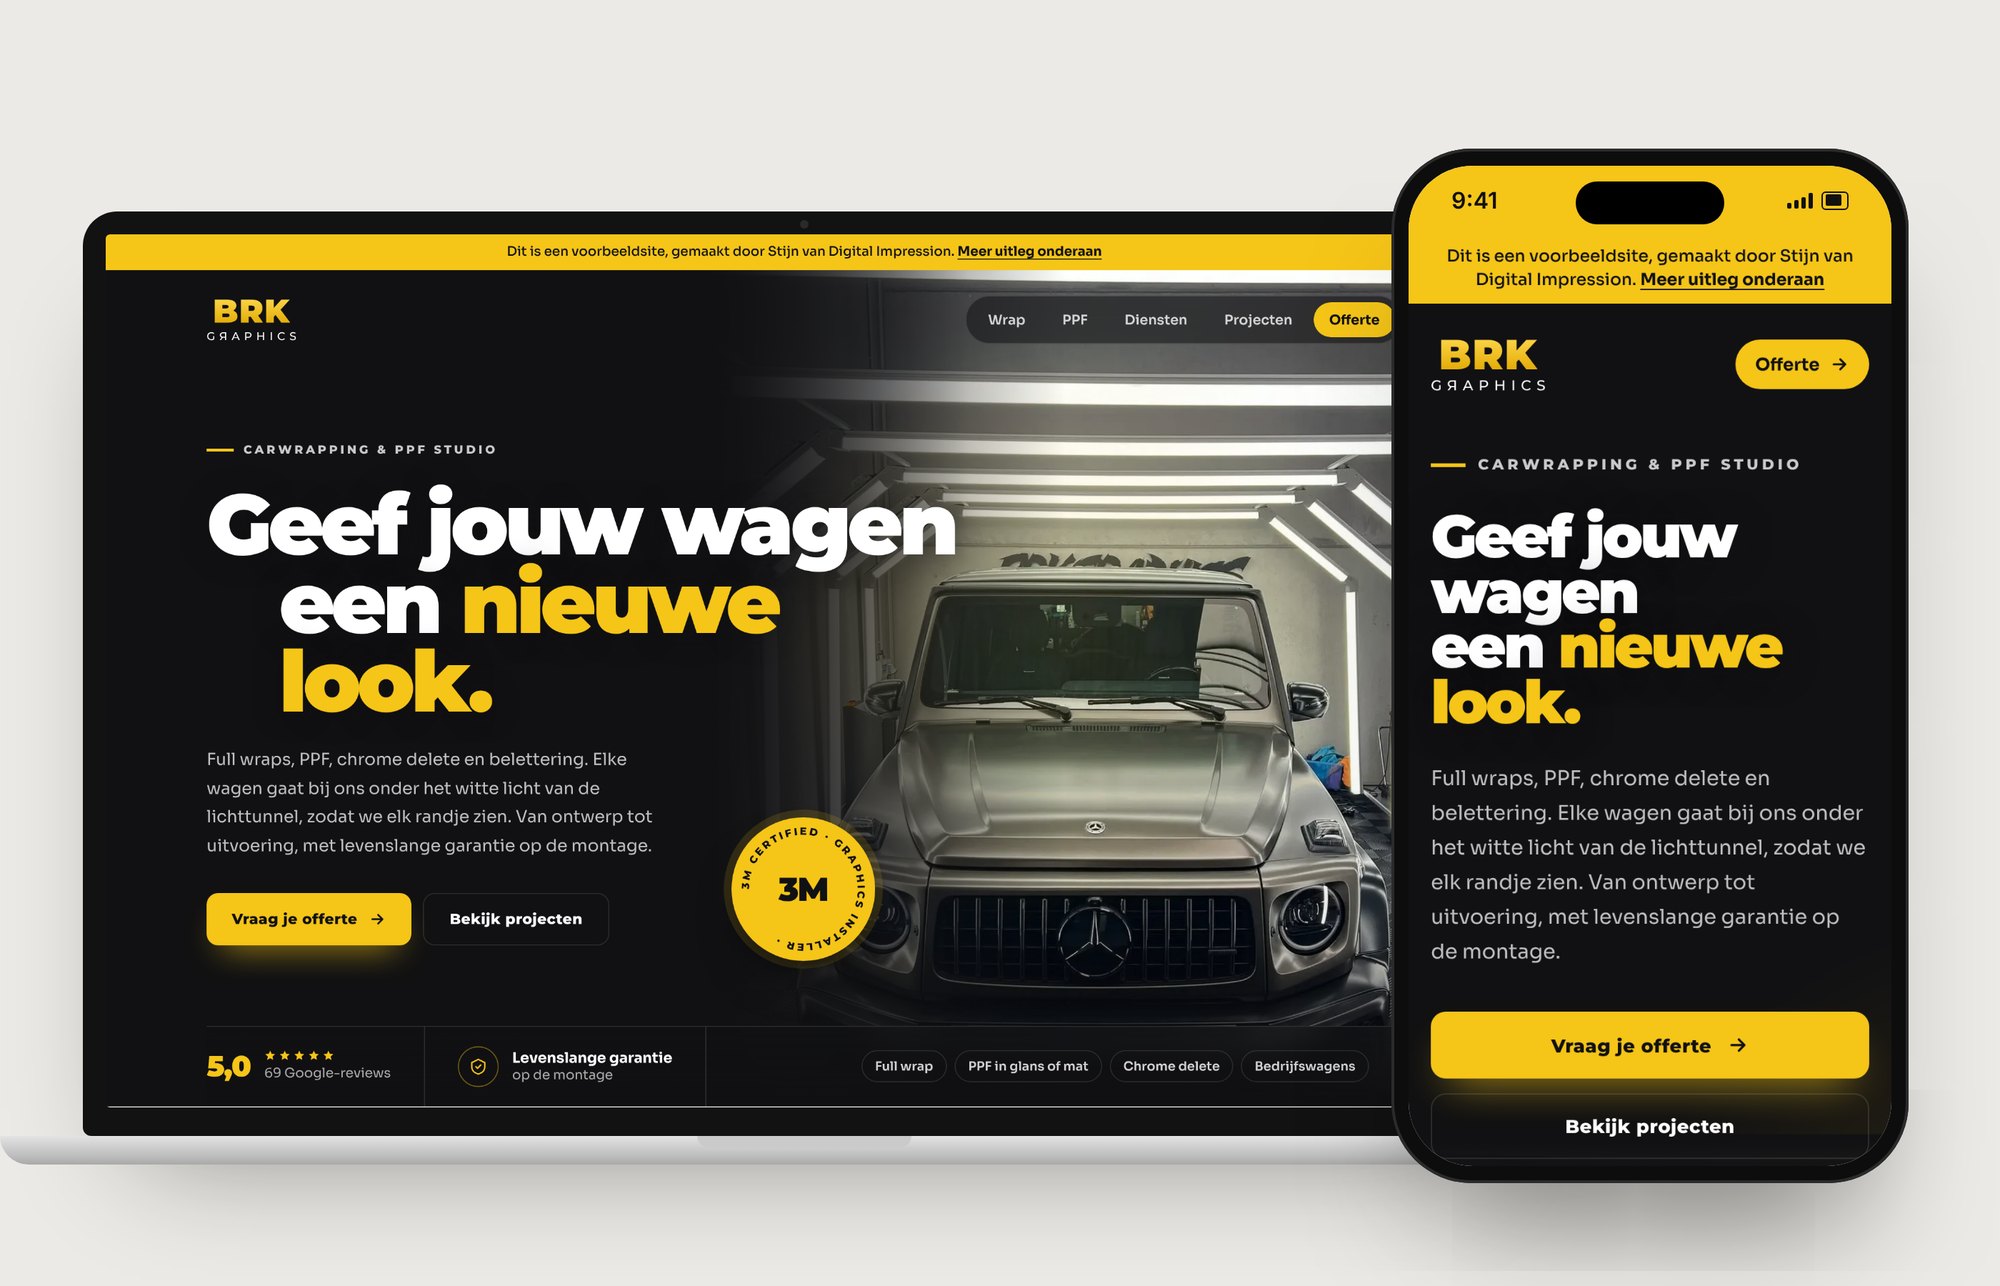 Dit is een voorbeeldsite, gemaakt door Stijn van Digital Impression. Meer uitleg onderaan
BRK
GRAPHICS
Wrap PPF Diensten Projecten Offerte
CARWRAPPING & PPF STUDIO
Geef jouw wagen
een nieuwe
look.
Full wraps, PPF, chrome delete en belettering. Elke
wagen gaat bij ons onder het witte licht van de
lichttunnel, zodat we elk randje zien. Van ontwerp tot
uitvoering, met levenslange garantie op de montage.
Vraag je offerte →
Bekijk projecten
3M CERTIFIED · GRAPHICS INSTALLER ·
3M
5,0
★★★★★
69 Google-reviews
Levenslange garantie
op de montage
Full wrap
PPF in glans of mat
Chrome delete
Bedrijfswagens
9:41
Dit is een voorbeeldsite, gemaakt door Stijn van
Digital Impression. Meer uitleg onderaan
BRK
GRAPHICS
Offerte →
CARWRAPPING & PPF STUDIO
Geef jouw
wagen
een nieuwe
look.
Full wraps, PPF, chrome delete en
belettering. Elke wagen gaat bij ons onder
het witte licht van de lichttunnel, zodat we
elk randje zien. Van ontwerp tot
uitvoering, met levenslange garantie op
de montage.
Vraag je offerte →
Bekijk projecten